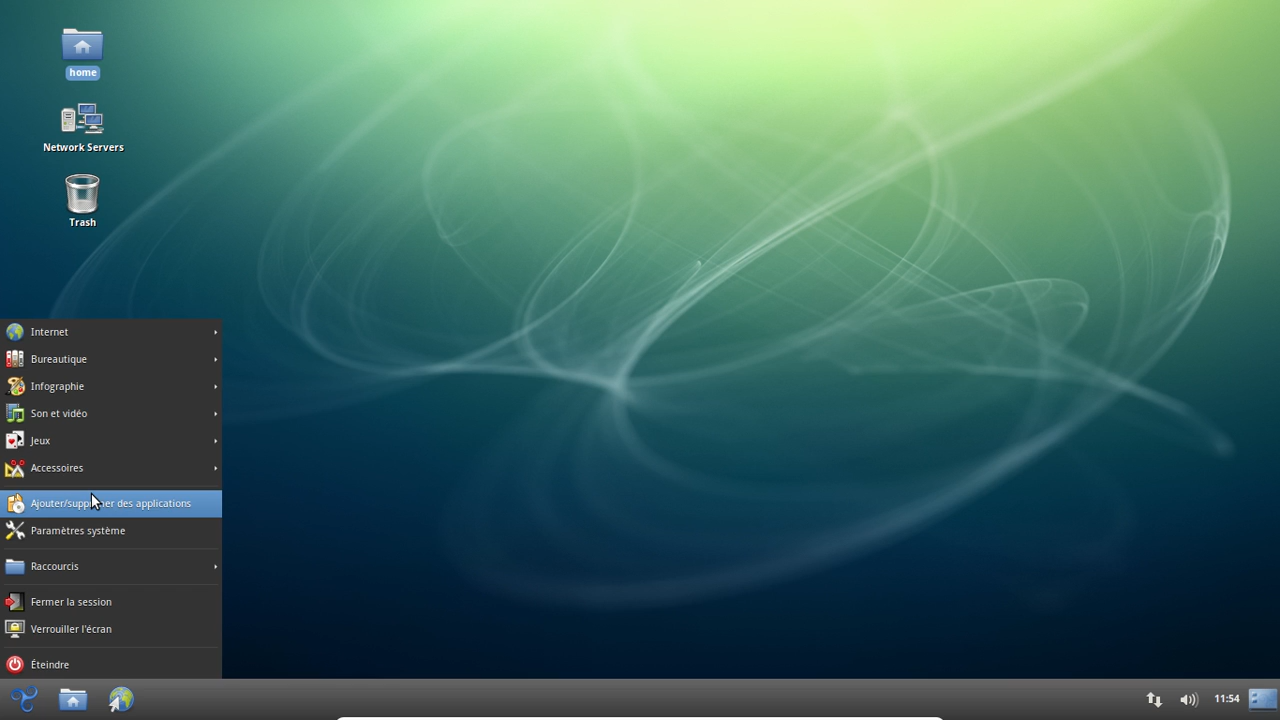 home
Network Servers
Trash
Internet
Bureautique
Infographie
Son et vidéo
Jeux
Accessoires
Ajouter/supprimer des applications
Paramètres système
Raccourcis
Fermer la session
Verrouiller l'écran
Éteindre
11:54